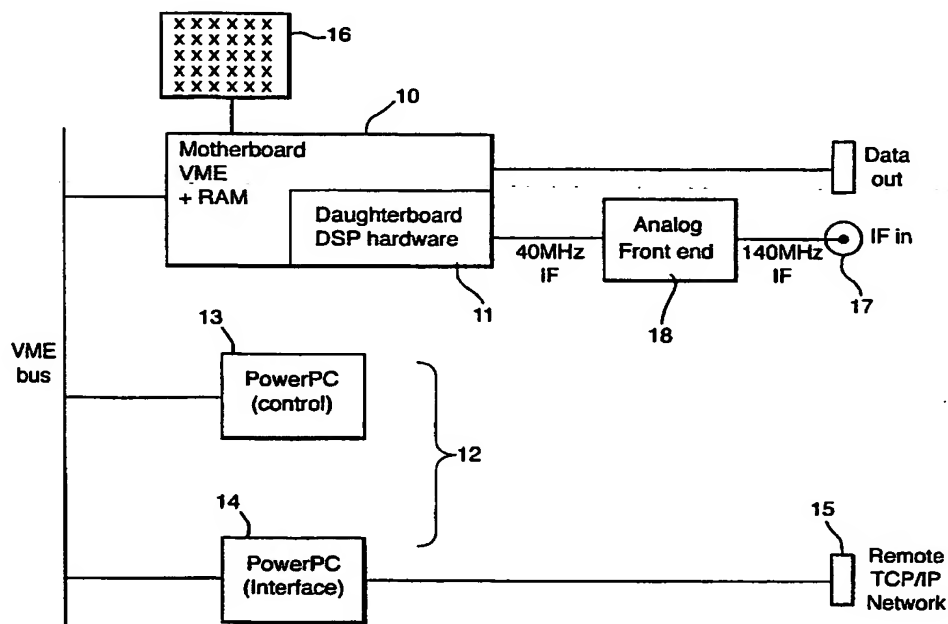 X X X X X X
X X X X X X
X X X X X X
X X X X X X
X X X X X X
16
10
Motherboard
VME
+ RAM
Daughterboard
DSP hardware
11
40MHz
IF
Analog
Front end
18
140MHz
IF
Data
out
IF in
17
VME
bus
13
PowerPC
(control)
12
14
PowerPC
(Interface)
15
Remote
TCP/IP
Network